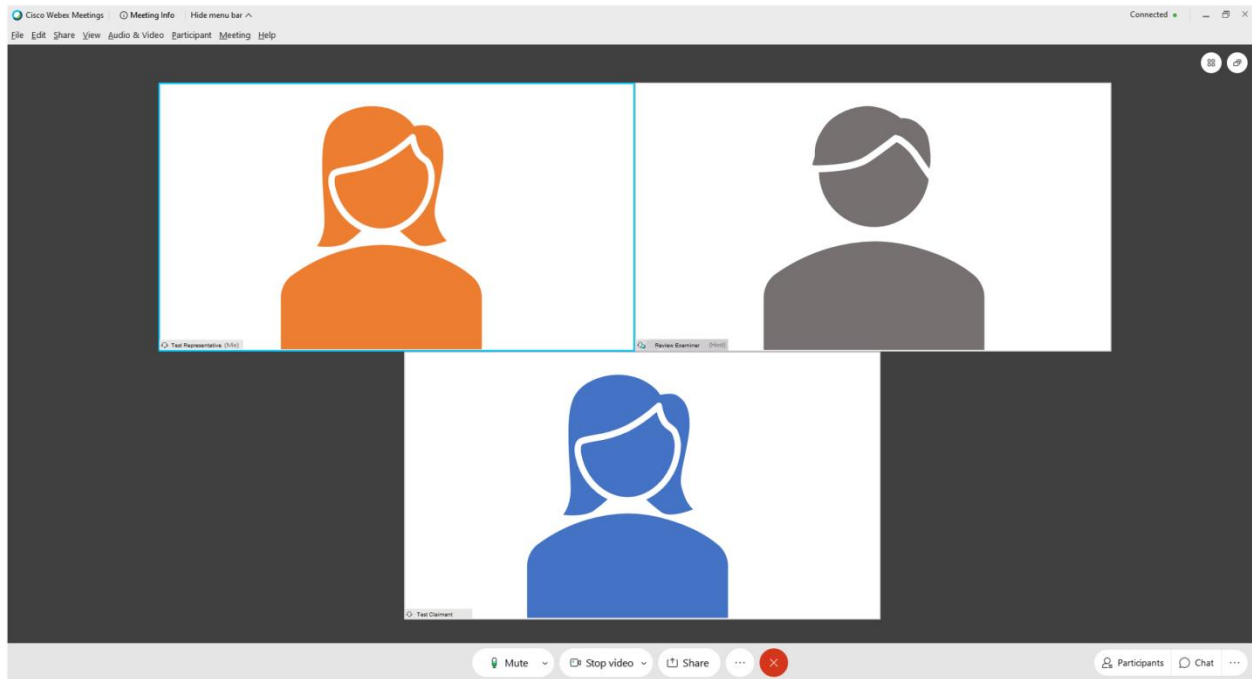 Cisco Webex Meetings Meeting Info Hide menu bar Connected
File Edit Share View Audio & Video Participant Meeting Help
Test Representative (Me)
Review Examiner (Host)
Test Claimant
Mute Stop video Share Participants Chat